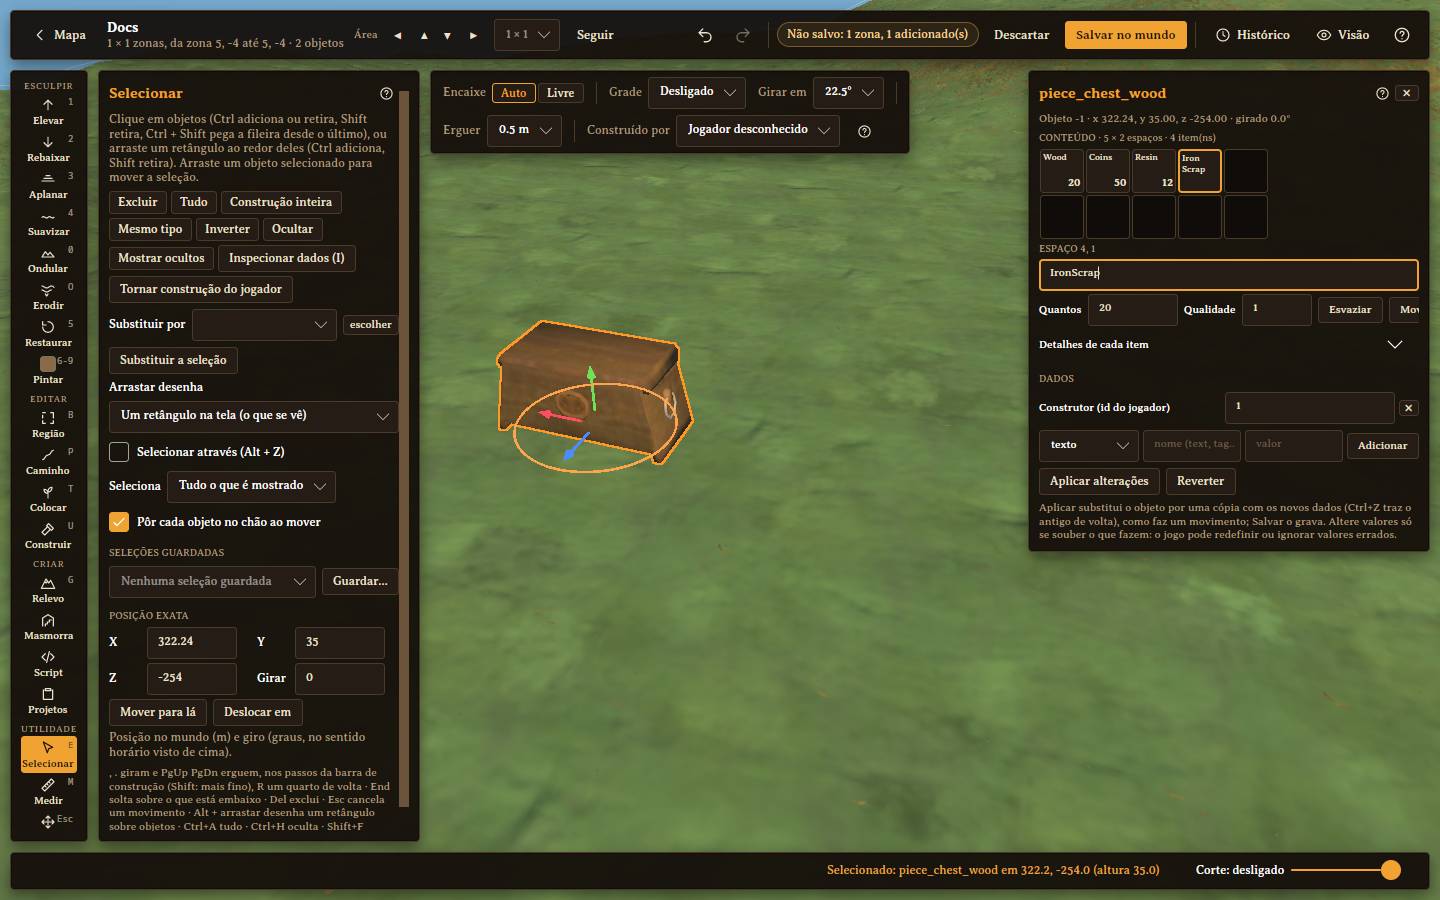 Mapa
Docs
1 × 1 zonas, da zona 5, -4 até 5, -4 · 2 objetos
Área
1 × 1
Seguir
Não salvo: 1 zona, 1 adicionado(s)
Descartar
Salvar no mundo
Histórico
Visão
ESCULPIR
1
Elevar
2
Rebaixar
3
Aplanar
4
Suavizar
0
Ondular
O
Erodir
5
Restaurar
6-9
Pintar
EDITAR
B
Região
P
Caminho
T
Colocar
U
Construir
CRIAR
G
Relevo
Masmorra
Script
Projetos
UTILIDADE
E
Selecionar
M
Medir
Esc
Selecionar
Clique em objetos (Ctrl adiciona ou retira, Shift
retira, Ctrl + Shift pega a fileira desde o último), ou
arraste um retângulo ao redor deles (Ctrl adiciona,
Shift retira). Arraste um objeto selecionado para
mover a seleção.
Excluir Tudo Construção inteira
Mesmo tipo Inverter Ocultar
Mostrar ocultos Inspecionar dados (I)
Tornar construção do jogador
Substituir por escolher
Substituir a seleção
Arrastar desenha
Um retângulo na tela (o que se vê)
Selecionar através (Alt + Z)
Seleciona Tudo o que é mostrado
Pôr cada objeto no chão ao mover
SELEÇÕES GUARDADAS
Nenhuma seleção guardada Guardar...
POSIÇÃO EXATA
X 322.24 Y 35
Z -254 Girar 0
Mover para lá Deslocar em
Posição no mundo (m) e giro (graus, no sentido
horário visto de cima).
, . giram e PgUp PgDn erguem, nos passos da barra de
construção (Shift: mais fino), R um quarto de volta · End
solta sobre o que está embaixo · Del exclui · Esc cancela
um movimento · Alt + arrastar desenha um retângulo
sobre objetos · Ctrl+A tudo · Ctrl+H oculta · Shift+F
Encaixe Auto Livre Grade Desligado Girar em 22.5°
Erguer 0.5 m Construído por Jogador desconhecido
piece_chest_wood
Objeto -1 · x 322.24, y 35.00, z -254.00 · girado 0.0°
CONTEÚDO · 5 × 2 espaços · 4 item(ns)
Wood
20
Coins
50
Resin
12
Iron
Scrap
ESPAÇO 4, 1
IronScrap
Quantos 20 Qualidade 1 Esvaziar Mov
Detalhes de cada item
DADOS
Construtor (id do jogador) 1
texto nome (text, tag.. valor Adicionar
Aplicar alterações Reverter
Aplicar substitui o objeto por uma cópia com os novos dados (Ctrl+Z traz o
antigo de volta), como faz um movimento; Salvar o grava. Altere valores só
se souber o que fazem: o jogo pode redefinir ou ignorar valores errados.
Selecionado: piece_chest_wood em 322.2, -254.0 (altura 35.0)
Corte: desligado